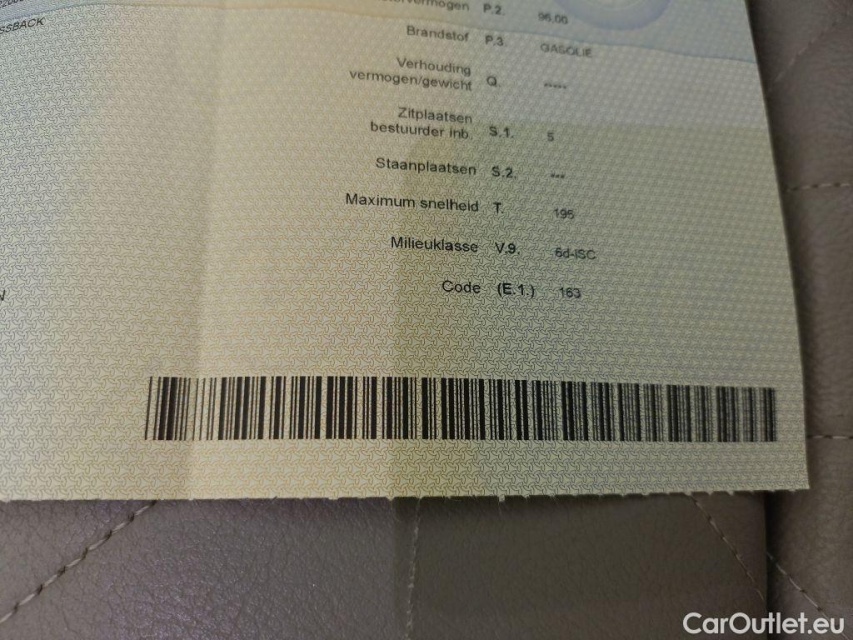 vermogen P.2. 96.00
SSBACK
Brandstof P.3 GASOLIE
Verhouding
vermogen/gewicht Q. -----
Zitplaatsen
bestuurder inb. S.1. 5
Staanplaatsen S.2. ---
Maximum snelheid T. 195
Milieuklasse V.9. 6d-ISC
Code (E.1.) 163
CarOutlet.eu